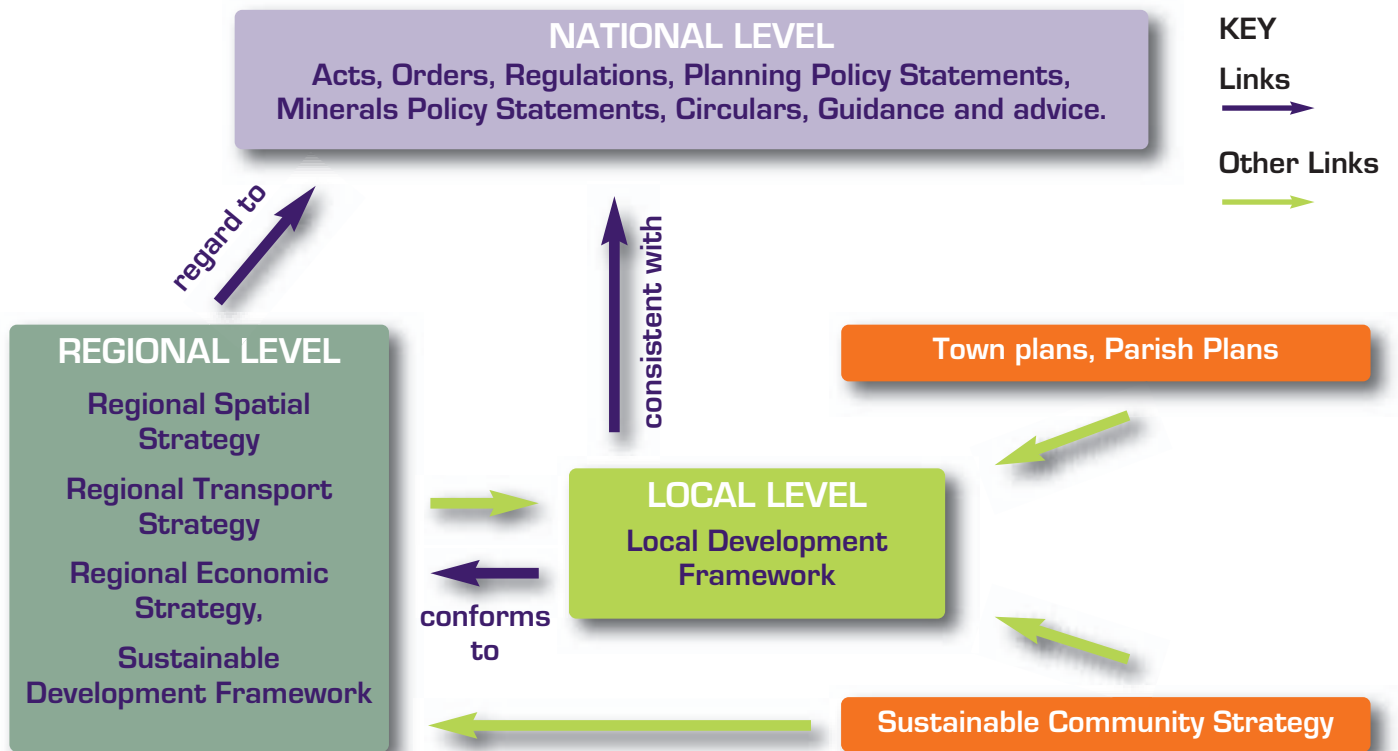 NATIONAL LEVEL
Acts, Orders, Regulations, Planning Policy Statements,
Minerals Policy Statements, Circulars, Guidance and advice.
KEY
Links
Other Links
regard to
consistent with
REGIONAL LEVEL
Regional Spatial
Strategy
Regional Transport
Strategy
Regional Economic
Strategy,
Sustainable
Development Framework
conforms
to
LOCAL LEVEL
Local Development
Framework
Town plans, Parish Plans
Sustainable Community Strategy